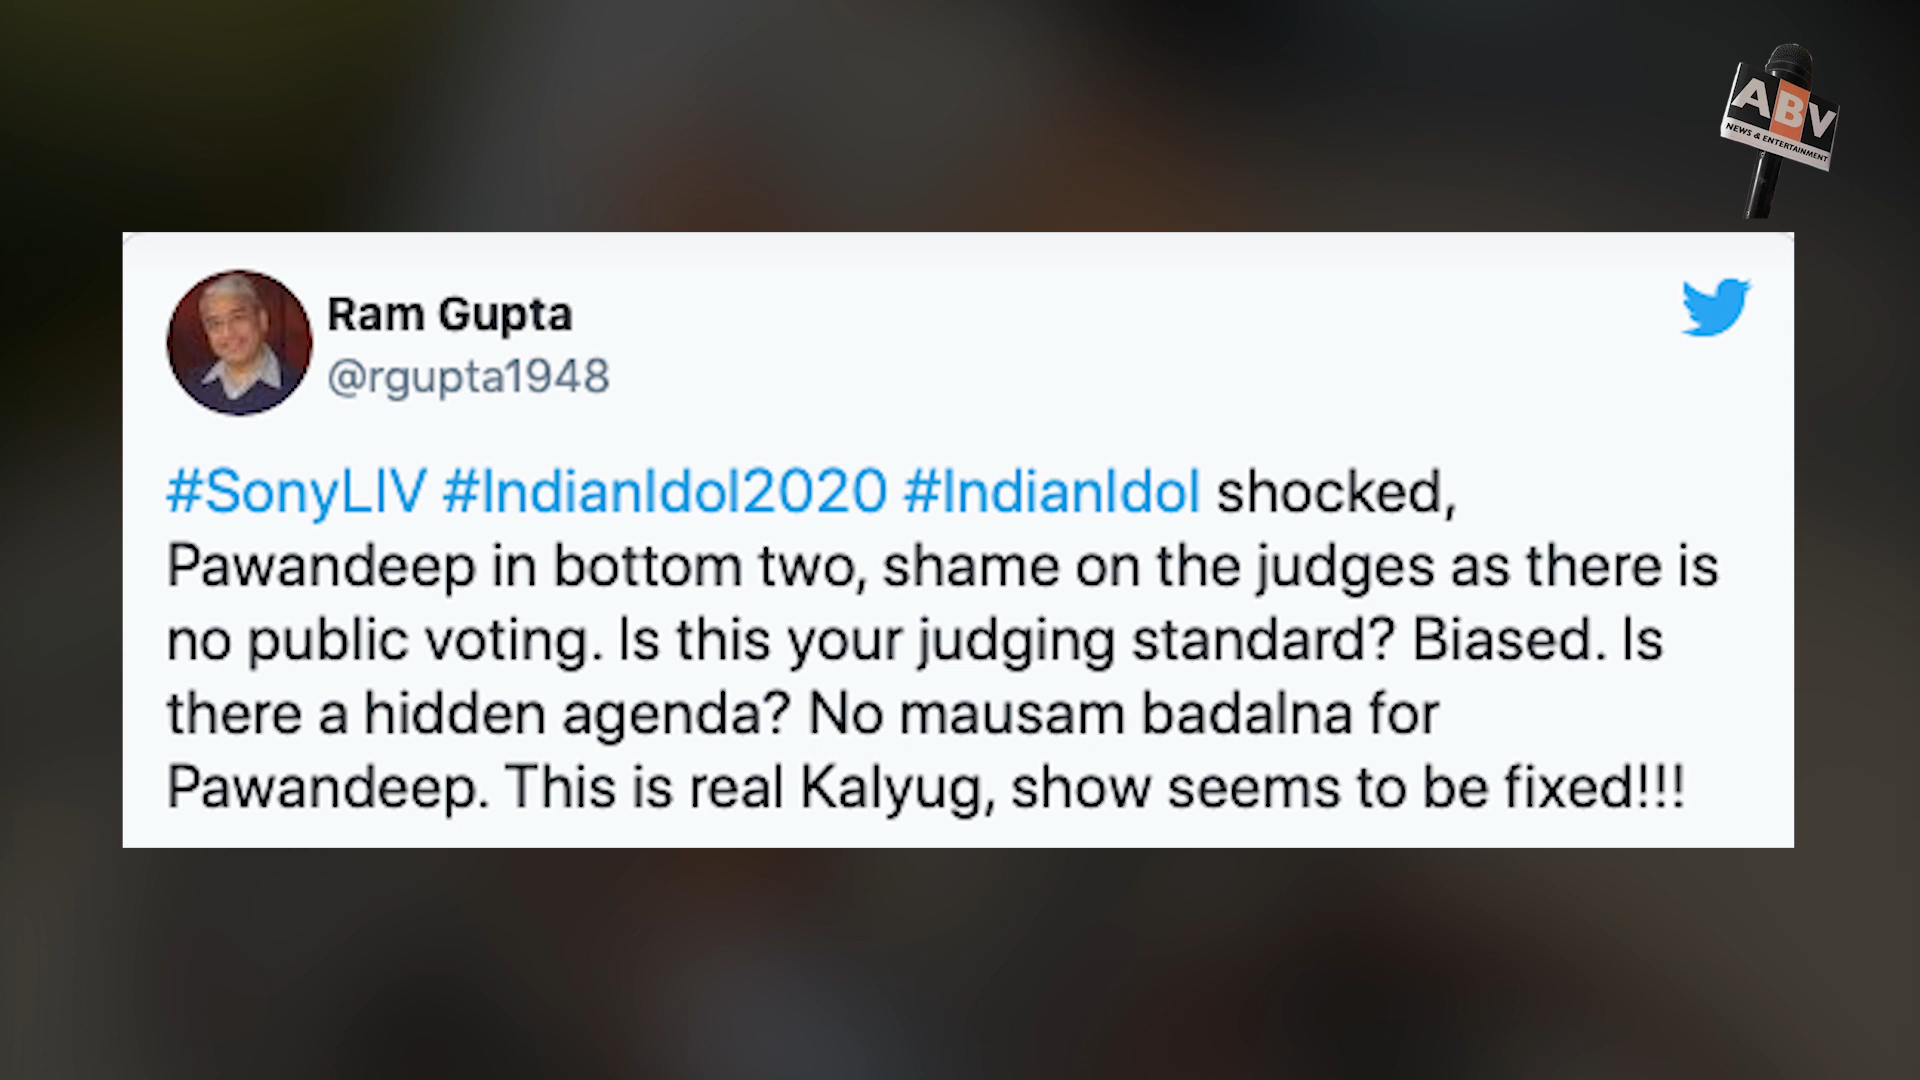 ABV
NEWS & ENTERTAINMENT
Ram Gupta
@rgupta1948
#SonyLIV #IndianIdol2020 #IndianIdol shocked,
Pawandeep in bottom two, shame on the judges as there is
no public voting. Is this your judging standard? Biased. Is
there a hidden agenda? No mausam badalna for
Pawandeep. This is real Kalyug, show seems to be fixed!!!